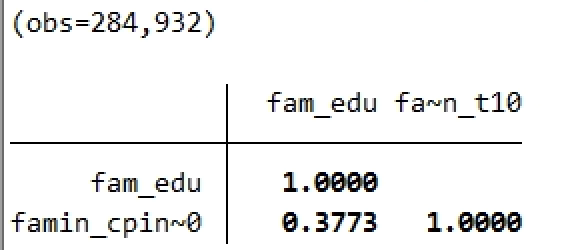 (obs=284,932)
fam_edu fa~n_t10
fam_edu 1.0000
famin_cpin~0 0.3773 1.0000